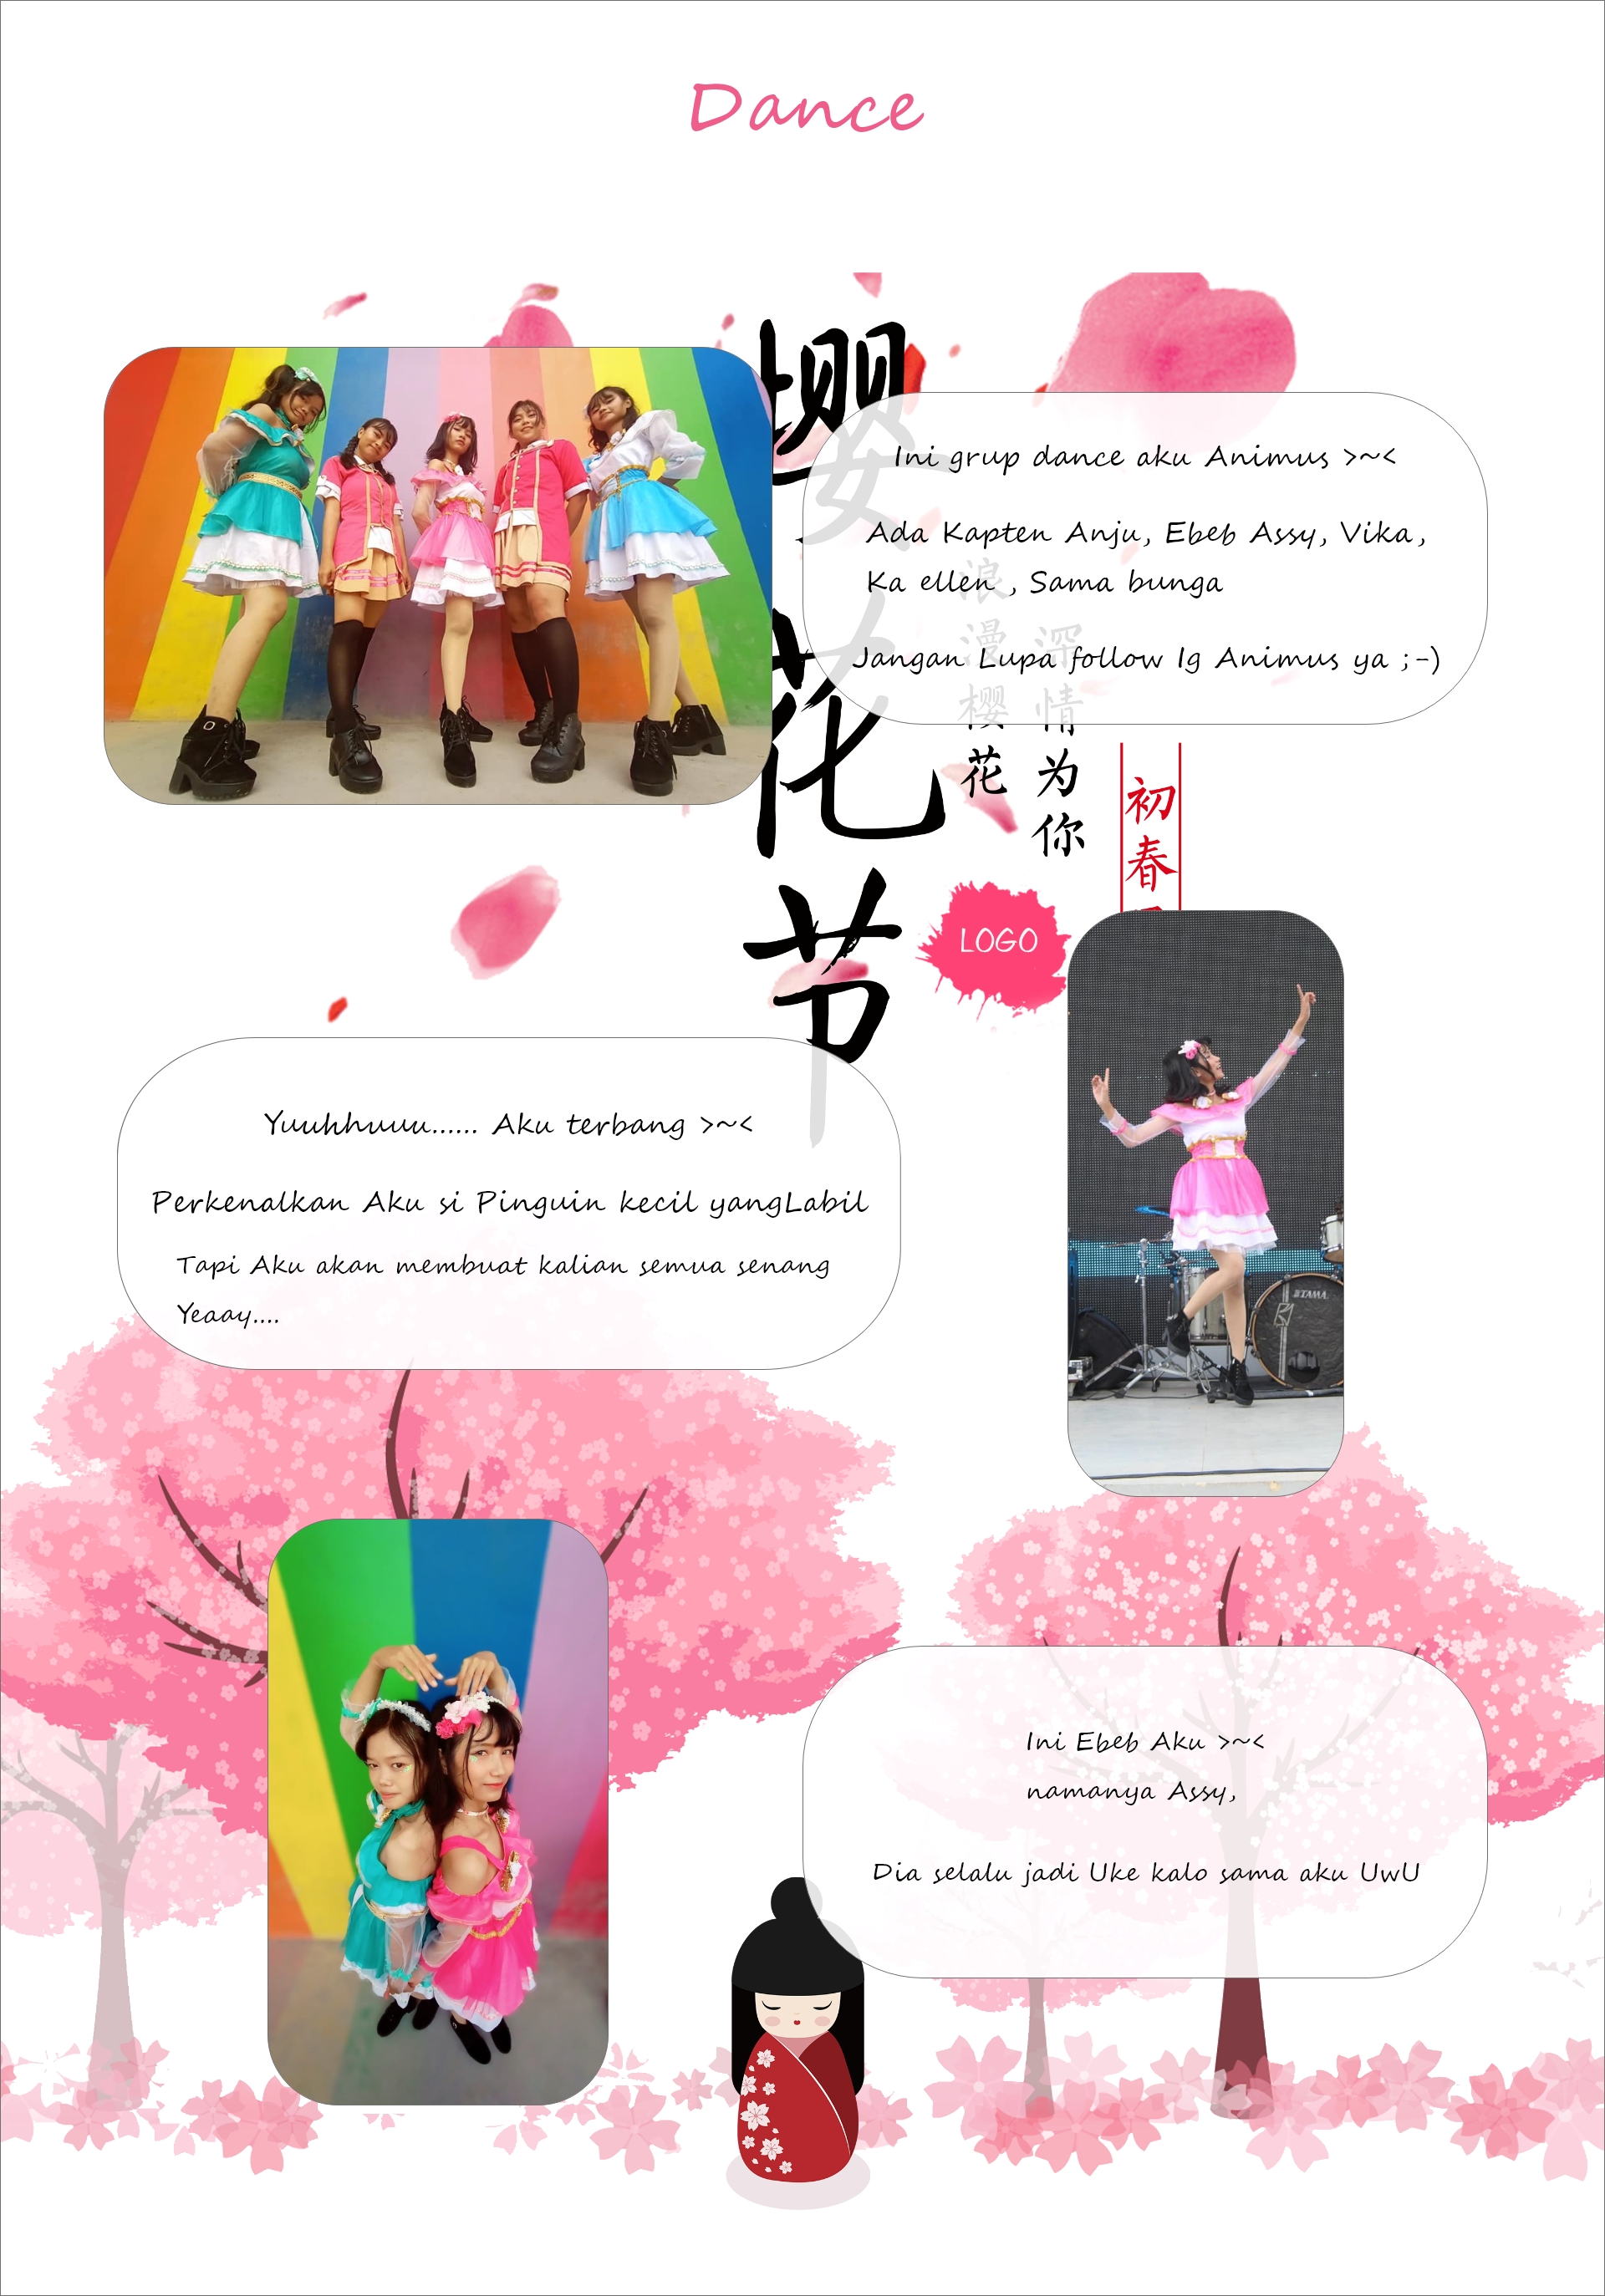 Dance
樱
花
节
Ini grup dance aku Animus >~<
Ada Kapten Anju, Ebeb Assy, Vika,
Ka ellen , Sama bunga
Jangan Lupa follow Ig Animus ya ;-)
浪漫樱花
深情为你
初春
LOGO
Yuuhhuuu...... Aku terbang >~<
Perkenalkan Aku si Pinguin kecil yangLabil
Tapi Aku akan membuat kalian semua senang
Yeaay....
TAMA
Ini Ebeb Aku >~<
namanya Assy,
Dia selalu jadi Uke kalo sama aku UwU